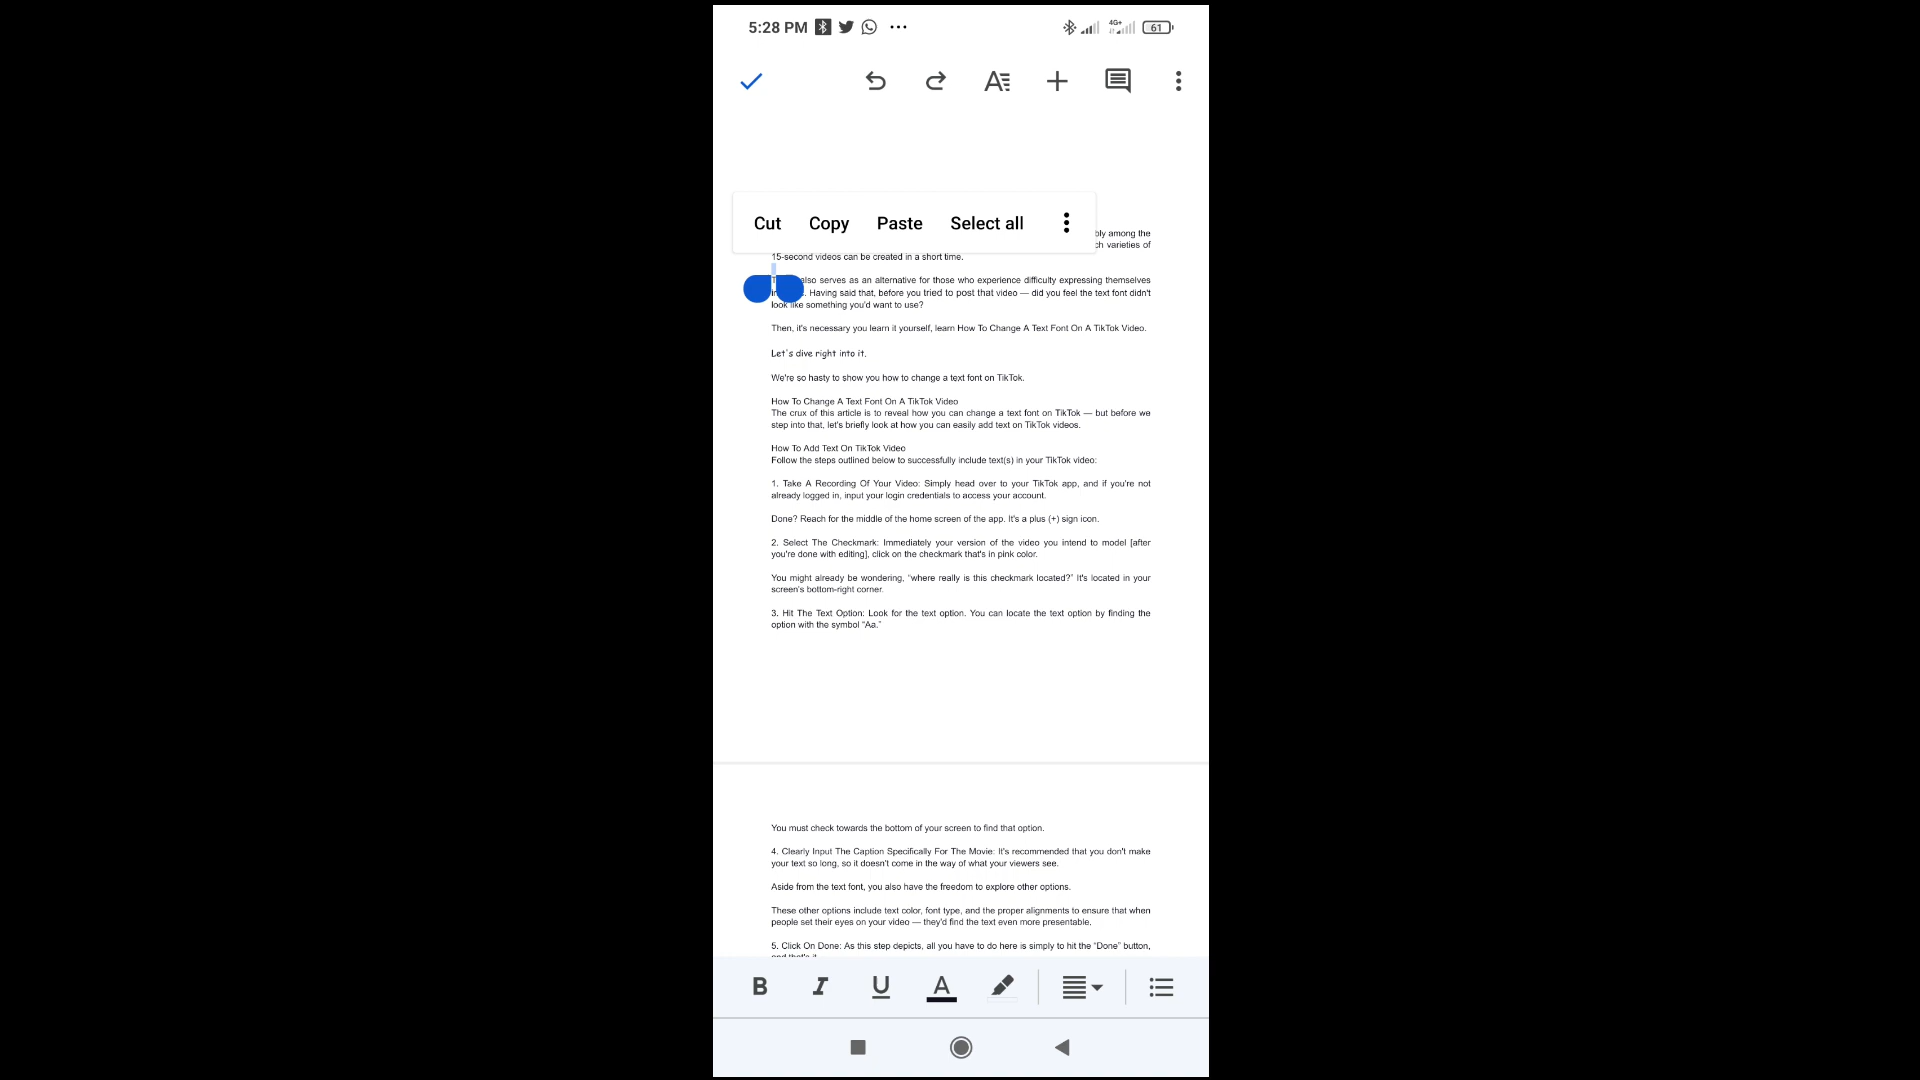 5:28 PM
4G+
61
Cut Copy Paste Select all
bly among the
ch varieties of
15-second videos can be created in a short time.
also serves as an alternative for those who experience difficulty expressing themselves
Having said that, before you tried to post that video — did you feel the text font didn't
look like something you'd want to use?
Then, it's necessary you learn it yourself, learn How To Change A Text Font On A TikTok Video.
Let's dive right into it.
We're so hasty to show you how to change a text font on TikTok.
How To Change A Text Font On A TikTok Video
The crux of this article is to reveal how you can change a text font on TikTok — but before we
step into that, let's briefly look at how you can easily add text on TikTok videos.
How To Add Text On TikTok Video
Follow the steps outlined below to successfully include text(s) in your TikTok video:
1. Take A Recording Of Your Video: Simply head over to your TikTok app, and if you're not
already logged in, input your login credentials to access your account.
Done? Reach for the middle of the home screen of the app. It's a plus (+) sign icon.
2. Select The Checkmark: Immediately your version of the video you intend to model [after
you're done with editing], click on the checkmark that's in pink color.
You might already be wondering, “where really is this checkmark located?” It's located in your
screen's bottom-right corner.
3. Hit The Text Option: Look for the text option. You can locate the text option by finding the
option with the symbol “Aa.”
You must check towards the bottom of your screen to find that option.
4. Clearly Input The Caption Specifically For The Movie: It's recommended that you don't make
your text so long, so it doesn't come in the way of what your viewers see.
Aside from the text font, you also have the freedom to explore other options.
These other options include text color, font type, and the proper alignments to ensure that when
people set their eyes on your video — they'd find the text even more presentable.
5. Click On Done: As this step depicts, all you have to do here is simply to hit the “Done” button,
and that's it.
B I U A